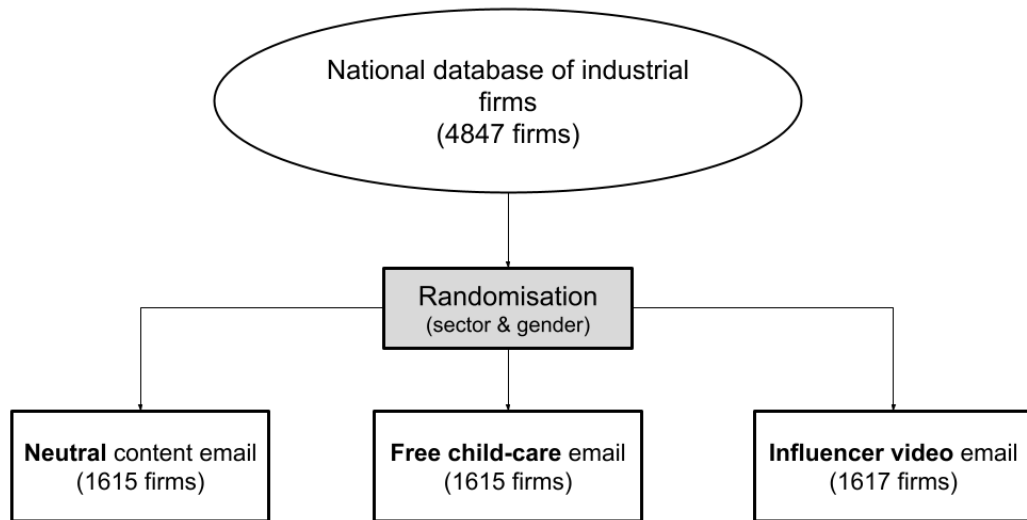 National database of industrial
firms
(4847 firms)
Randomisation
(sector & gender)
Neutral content email
(1615 firms)
Free child-care email
(1615 firms)
Influencer video email
(1617 firms)